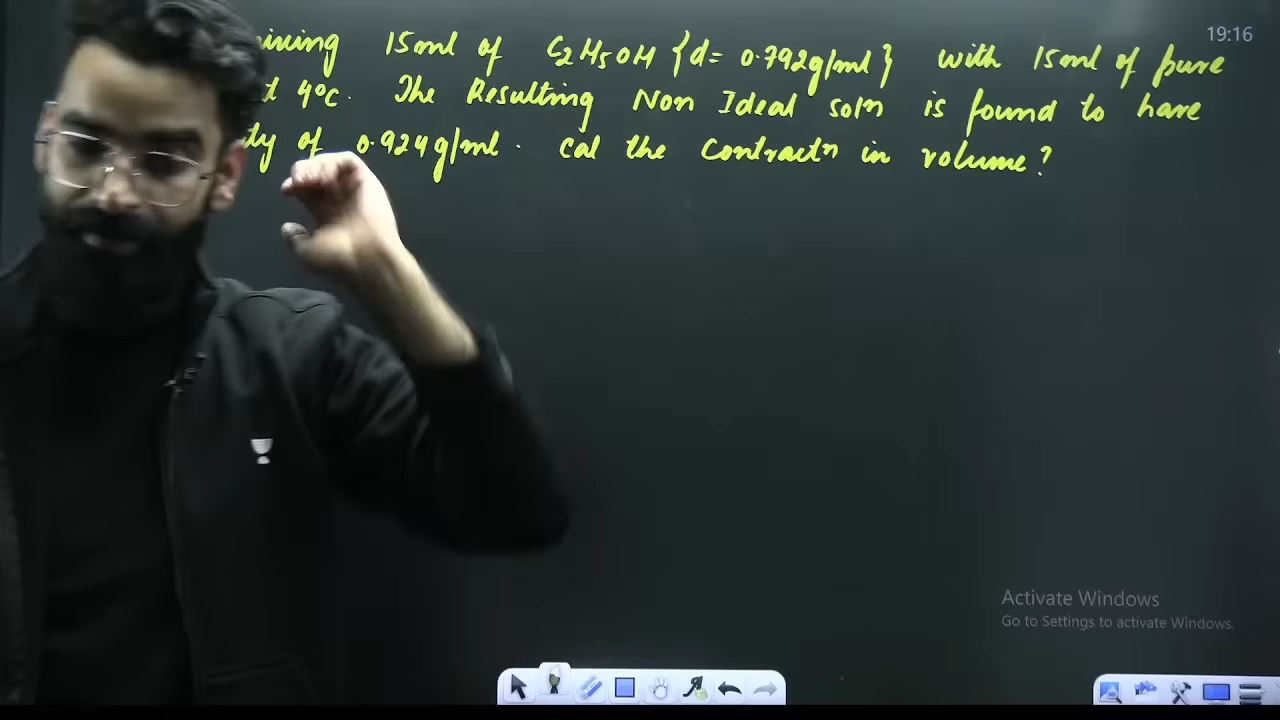 19:16
15ml of C2H5OH {d= 0.792g/ml} with 15ml of pure
4°C. The Resulting Non Ideal soln is found to have
of 0.924g/ml. cal the contractn in volume?
Activate Windows
Go to Settings to activate Windows.